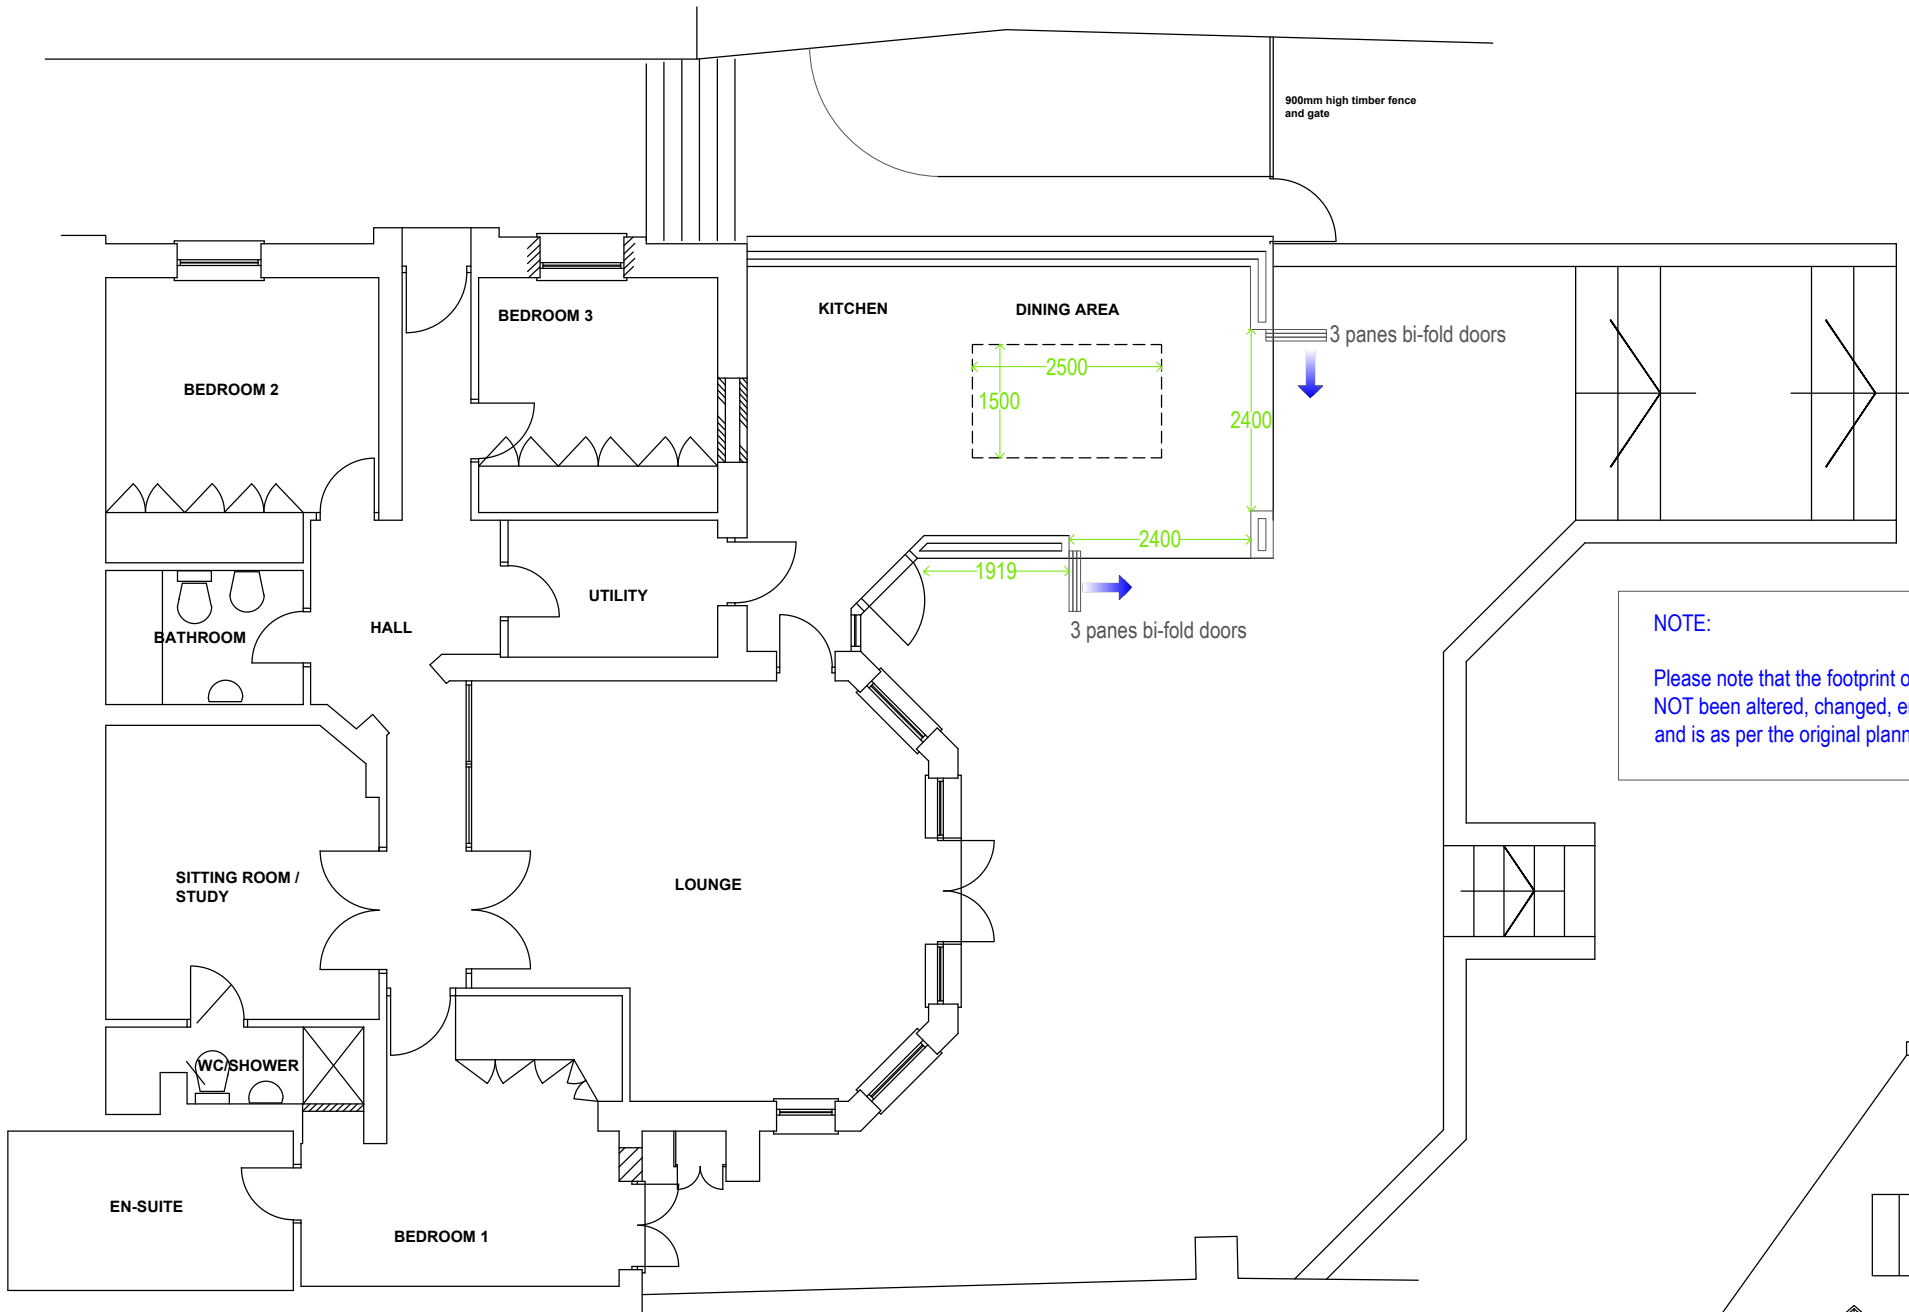 900mm high timber fence
and gate
KITCHEN
DINING AREA
BEDROOM 3
3 panes bi-fold doors
2500
BEDROOM 2
1500
2400
2400
1919
UTILITY
HALL
BATHROOM
3 panes bi-fold doors
NOTE:
Please note that the footprint
NOT been altered, changed,
and is as per the original
SITTING ROOM /
STUDY
LOUNGE
WC/SHOWER
EN-SUITE
BEDROOM 1